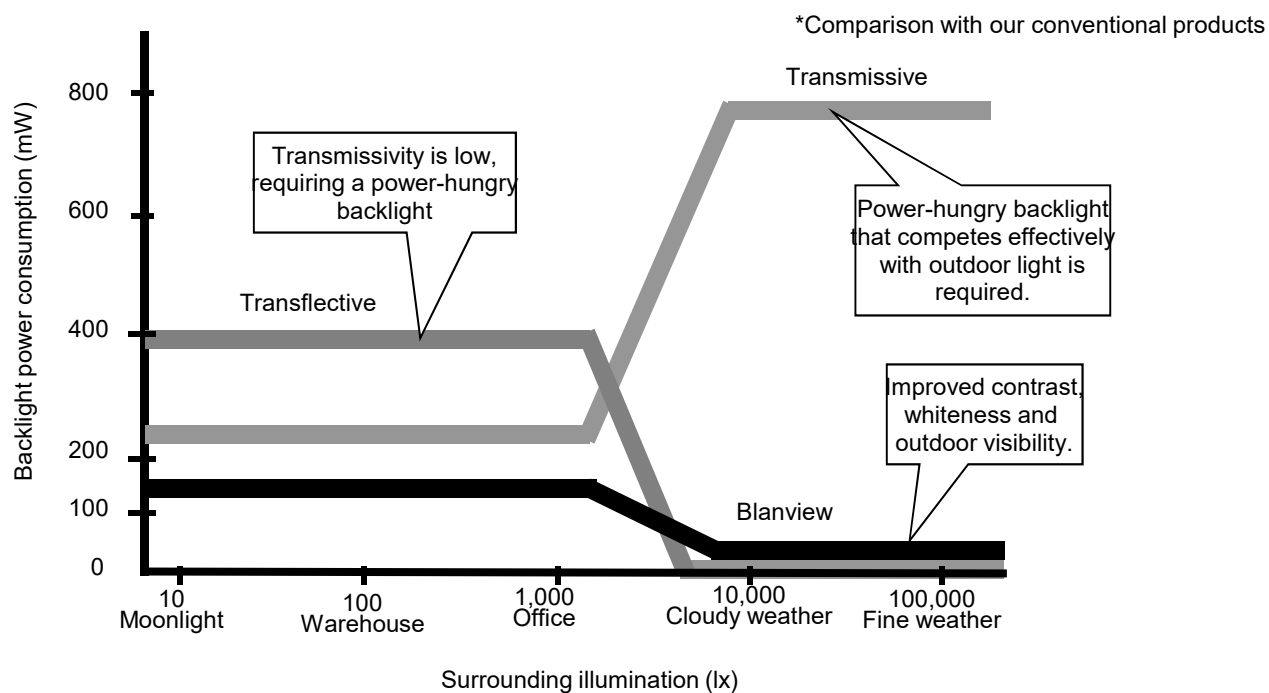 *Comparison with our conventional products
Transmissive
800
Transmissivity is low,
requiring a power-hungry
backlight
Power-hungry backlight
that competes effectively
with outdoor light is
required.
600
Backlight power consumption (mW)
Transflective
400
Improved contrast,
whiteness and
outdoor visibility.
200
100
Blanview
0
10
100
1,000
10,000
100,000
Moonlight
Warehouse
Office
Cloudy weather
Fine weather
Surrounding illumination (lx)